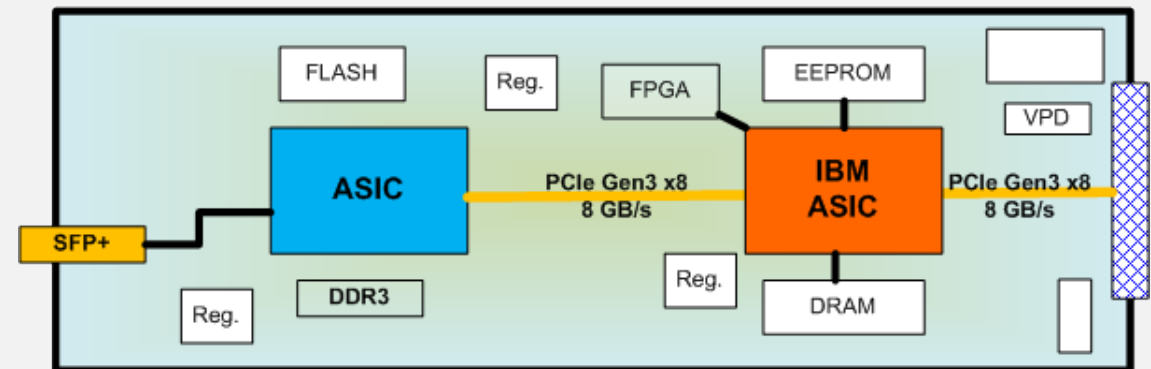 FLASH
Reg.
FPGA
EEPROM
VPD
ASIC
PCIe Gen3 x8
8 GB/s
IBM
ASIC
PCIe Gen3 x8
8 GB/s
SFP+
DDR3
Reg.
Reg.
DRAM